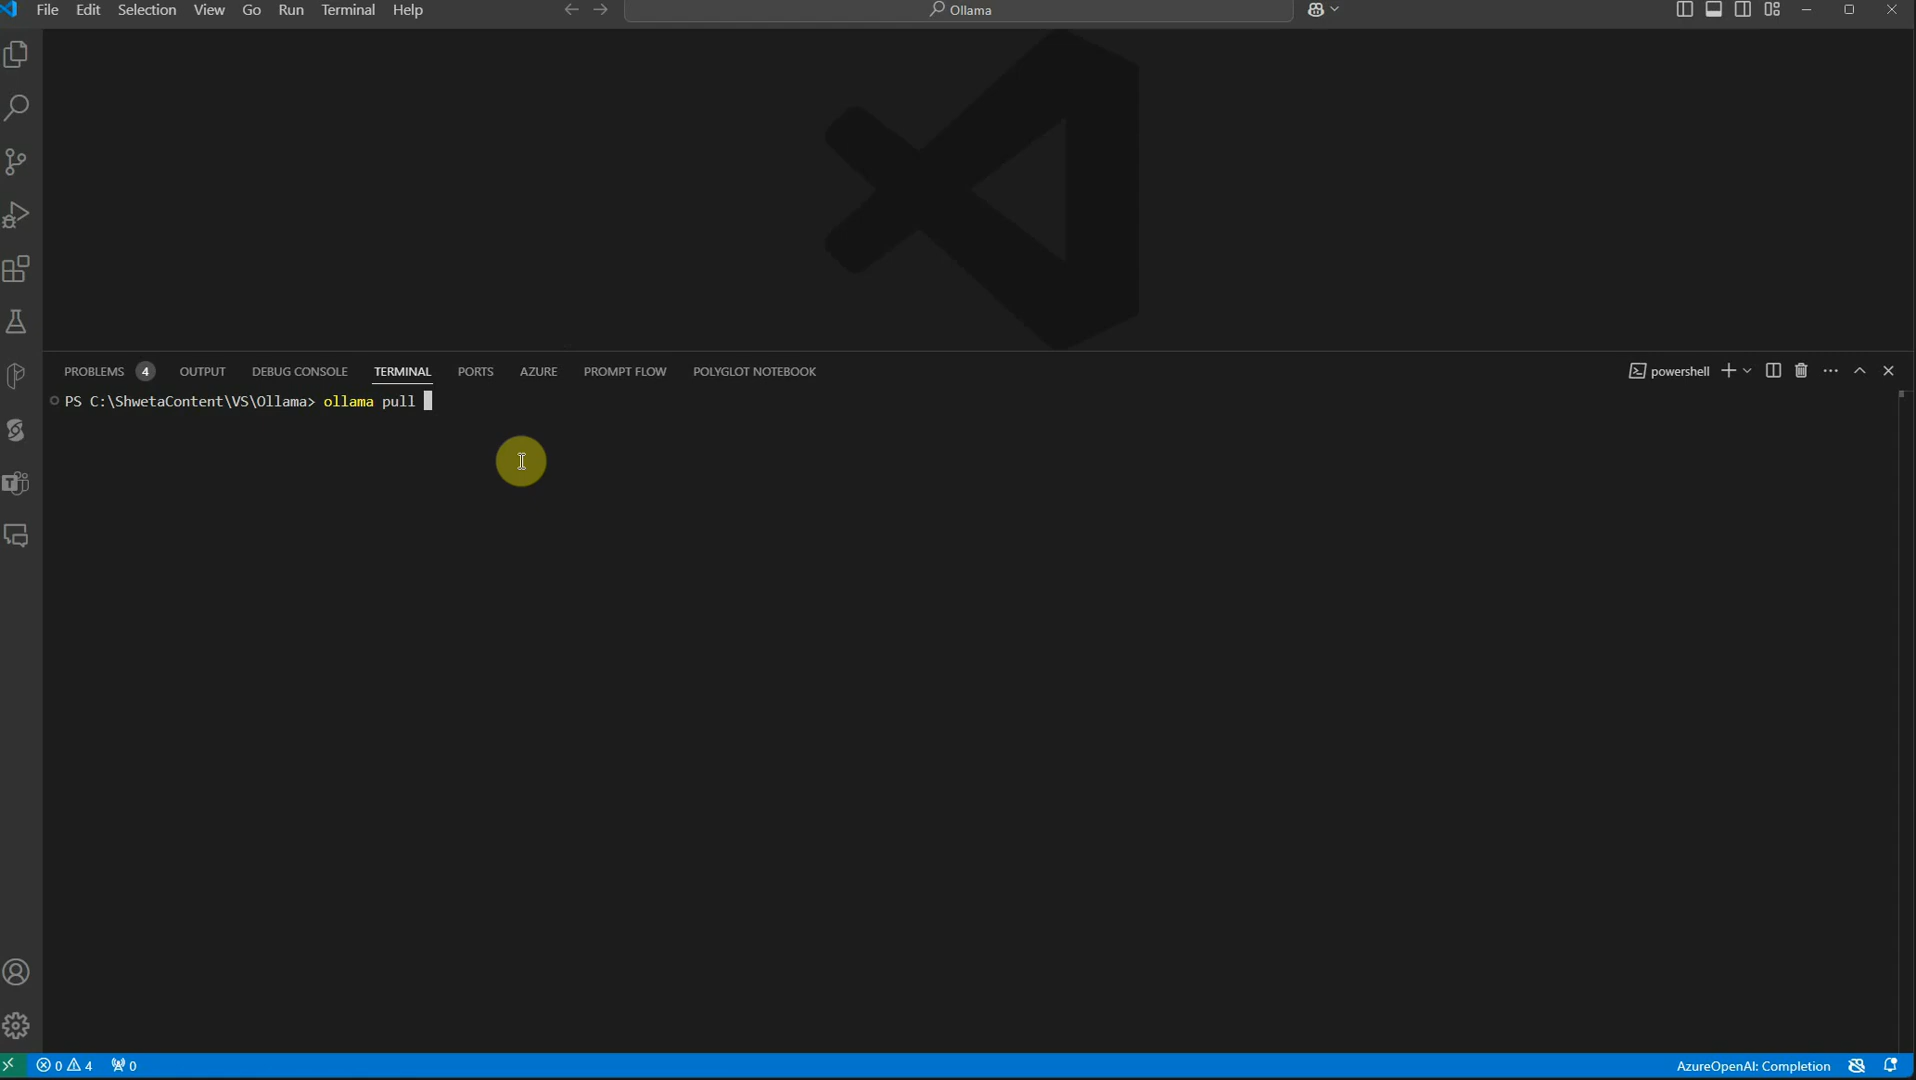 File Edit Selection View Go Run Terminal Help Ollama
PROBLEMS 4 OUTPUT DEBUG CONSOLE TERMINAL PORTS AZURE PROMPT FLOW POLYGLOT NOTEBOOK powershell
PS C:\ShwetaContent\VS\Ollama> ollama pull
0 4 0 AzureOpenAI: Completion